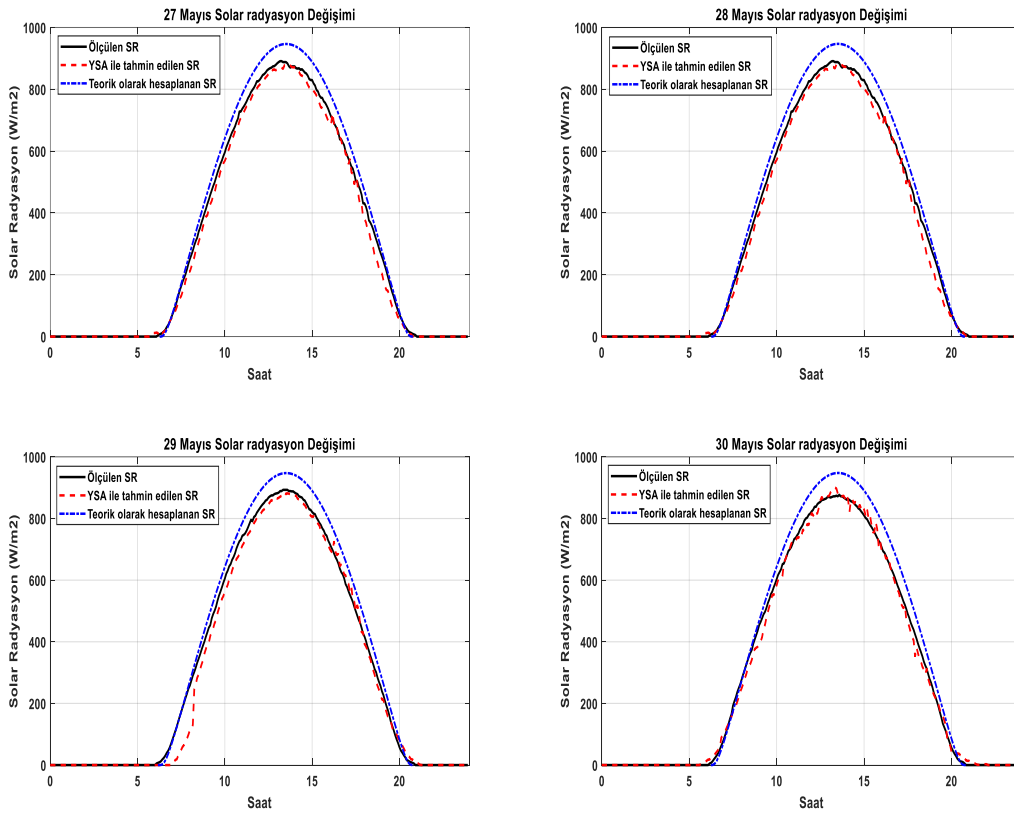 27 Mayıs Solar radyasyon Değişimi
Solar Radyasyon (W/m2)
1000
800
600
400
200
0
Ölçülen SR
YSA ile tahmin edilen SR
Teorik olarak hesaplanan SR
0 5 10 15 20
Saat
28 Mayıs Solar radyasyon Değişimi
Solar Radyasyon (W/m2)
1000
800
600
400
200
0
Ölçülen SR
YSA ile tahmin edilen SR
Teorik olarak hesaplanan SR
0 5 10 15 20
Saat
29 Mayıs Solar radyasyon Değişimi
Solar Radyasyon (W/m2)
1000
800
600
400
200
0
Ölçülen SR
YSA ile tahmin edilen SR
Teorik olarak hesaplanan SR
0 5 10 15 20
Saat
30 Mayıs Solar radyasyon Değişimi
Solar Radyasyon (W/m2)
1000
800
600
400
200
0
Ölçülen SR
YSA ile tahmin edilen SR
Teorik olarak hesaplanan SR
0 5 10 15 20
Saat